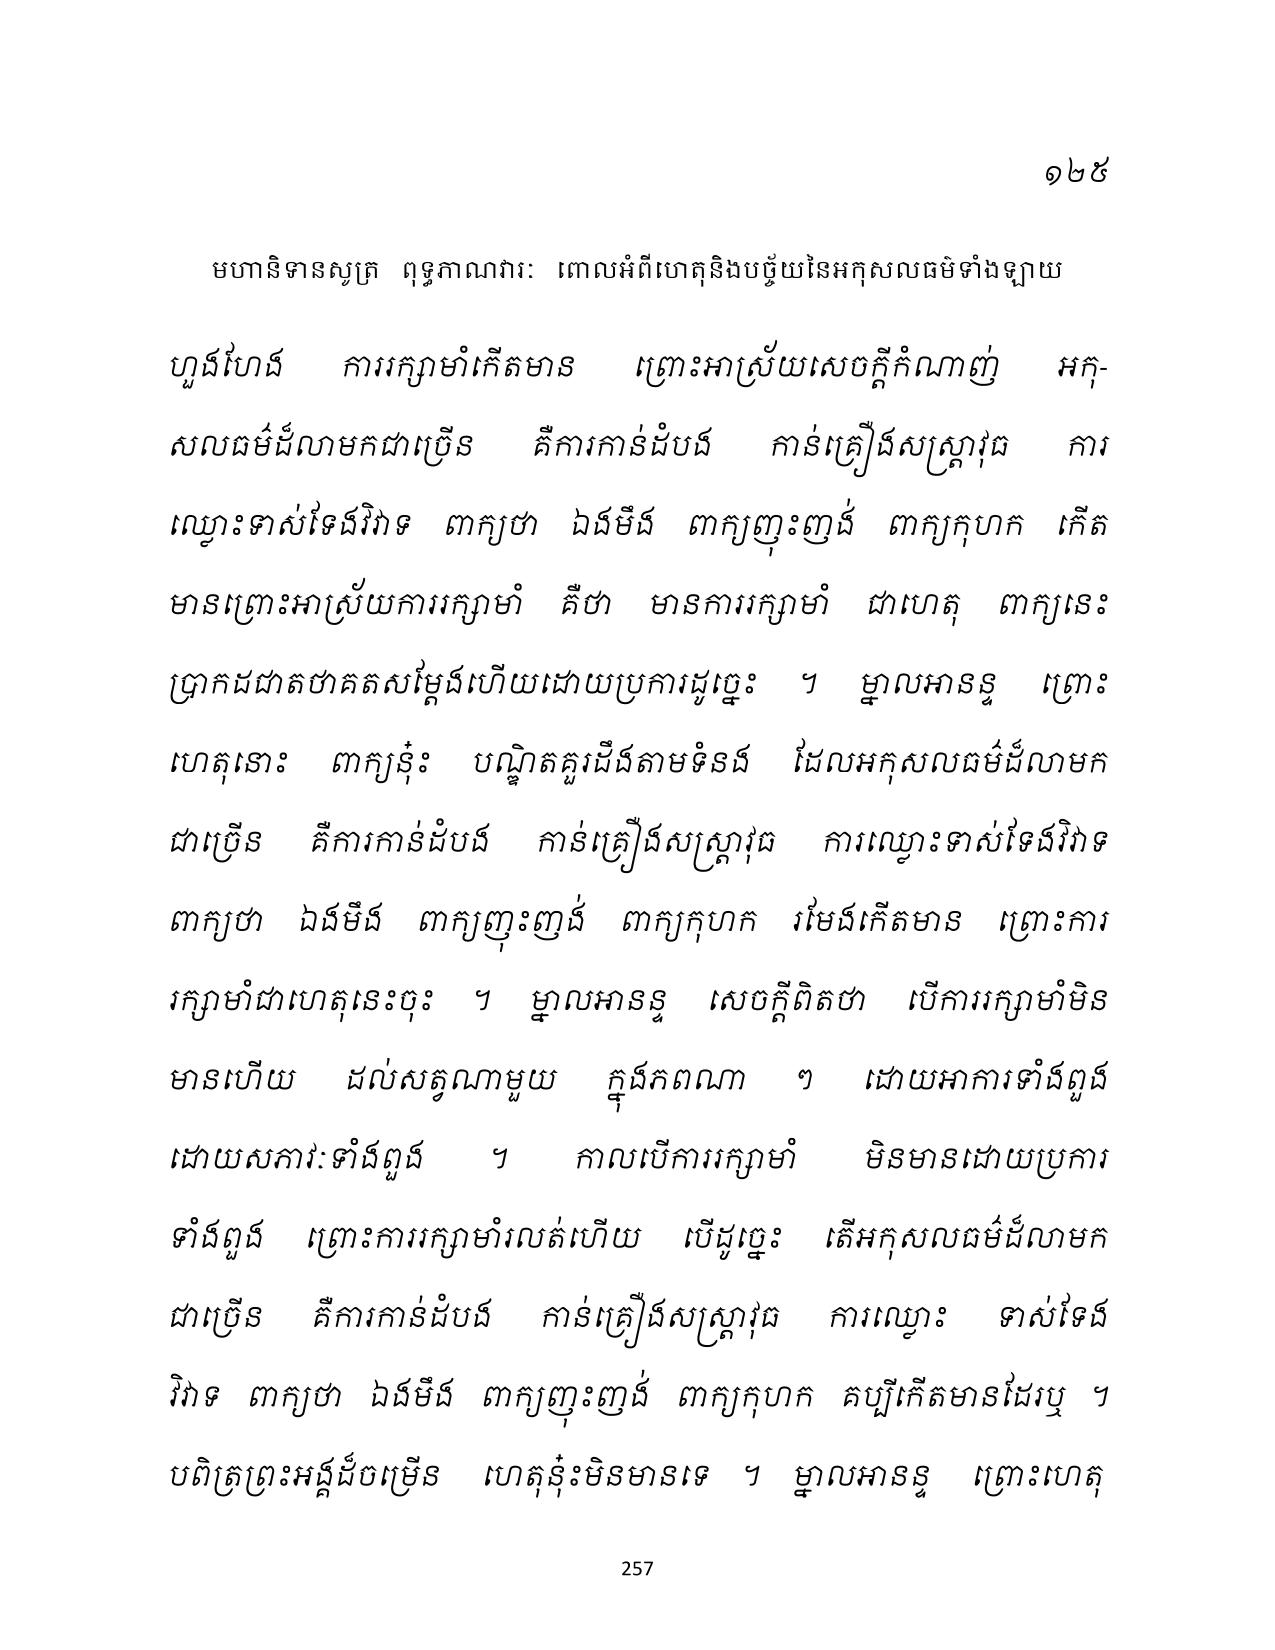 ១២៥
មហានិទានសូត្រ ពុទ្ធភាណវារៈ ពោលអំពីហេតុនិងបច្ច័យនៃអកុសលធម៌ទាំងឡាយ
ហួងហែង ការរក្សាមាំកើតមាន ព្រោះអាស្រ័យសេចក្តីកំណាញ់ អកុ-
សលធម៌ដ៏លាមកជាច្រើន គឺការកាន់ដំបង កាន់គ្រឿងសស្ត្រាវុធ ការ
ឈ្លោះទាស់ទែងវិវាទ ពាក្យថា ឯងមឹង ពាក្យញុះញង់ ពាក្យកុហក កើត
មានព្រោះអាស្រ័យការរក្សាមាំ គឺថា មានការរក្សាមាំ ជាហេតុ ពាក្យនេះ
ប្រាកដជាតថាគតសម្តែងហើយដោយប្រការដូច្នេះ ។ ម្នាលអានន្ទ ព្រោះ
ហេតុនោះ ពាក្យនុ៎ះ បណ្ឌិតគួរដឹងតាមទំនង ដែលអកុសលធម៌ដ៏លាមក
ជាច្រើន គឺការកាន់ដំបង កាន់គ្រឿងសស្ត្រាវុធ ការឈ្លោះទាស់ទែងវិវាទ
ពាក្យថា ឯងមឹង ពាក្យញុះញង់ ពាក្យកុហក រមែងកើតមាន ព្រោះការ
រក្សាមាំជាហេតុនេះចុះ ។ ម្នាលអានន្ទ សេចក្តីពិតថា បើការរក្សាមាំមិន
មានហើយ ដល់សត្វណាមួយ ក្នុងភពណា ៗ ដោយអាការទាំងពួង
ដោយសភាវៈទាំងពួង ។ កាលបើការរក្សាមាំ មិនមានដោយប្រការ
ទាំងពួង ព្រោះការរក្សាមាំរលត់ហើយ បើដូច្នេះ តើអកុសលធម៌ដ៏លាមក
ជាច្រើន គឺការកាន់ដំបង កាន់គ្រឿងសស្ត្រាវុធ ការឈ្លោះ ទាស់ទែង
វិវាទ ពាក្យថា ឯងមឹង ពាក្យញុះញង់ ពាក្យកុហក គប្បីកើតមានដែរឬ ។
បពិត្រព្រះអង្គដ៏ចម្រើន ហេតុនុ៎ះមិនមានទេ ។ ម្នាលអានន្ទ ព្រោះហេតុ
257